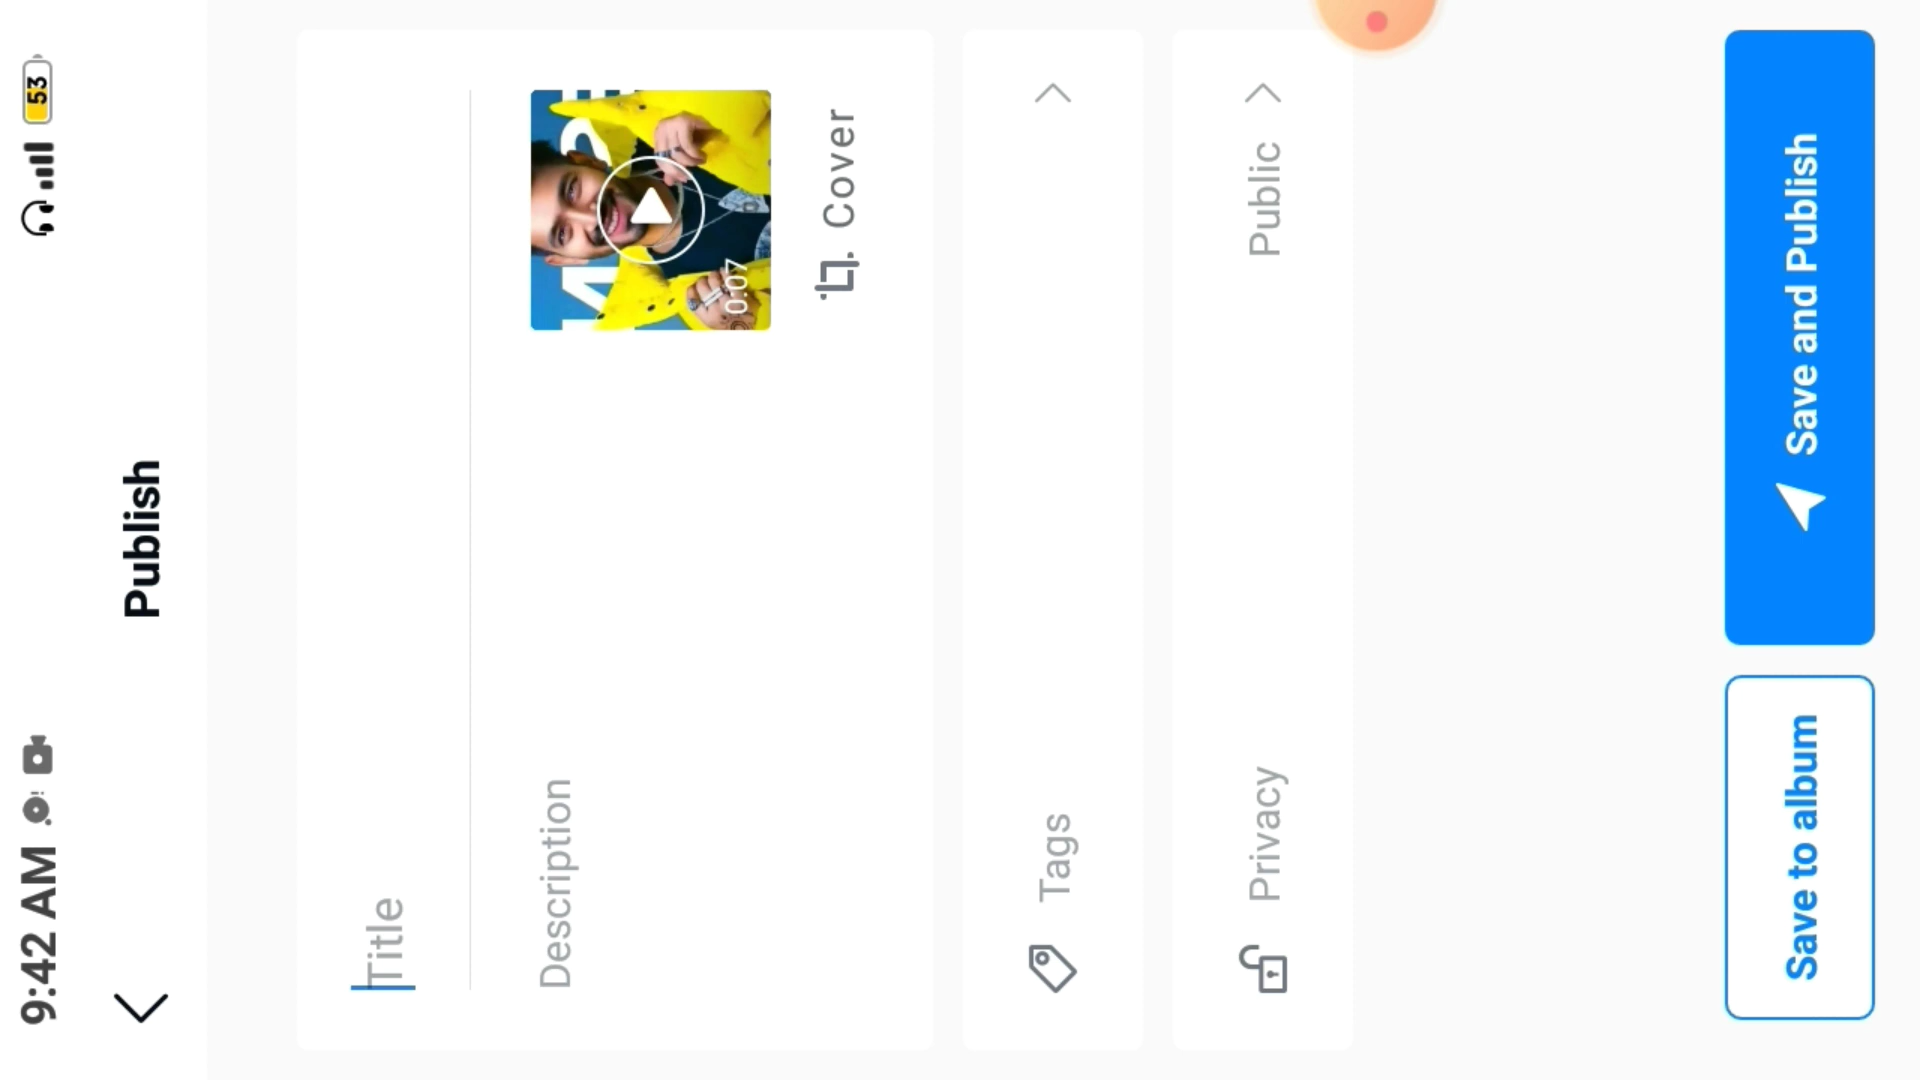 9:42 AM
53
Publish
Title
Description
0:07
Cover
Tags
Privacy
Public
Save to album
Save and Publish